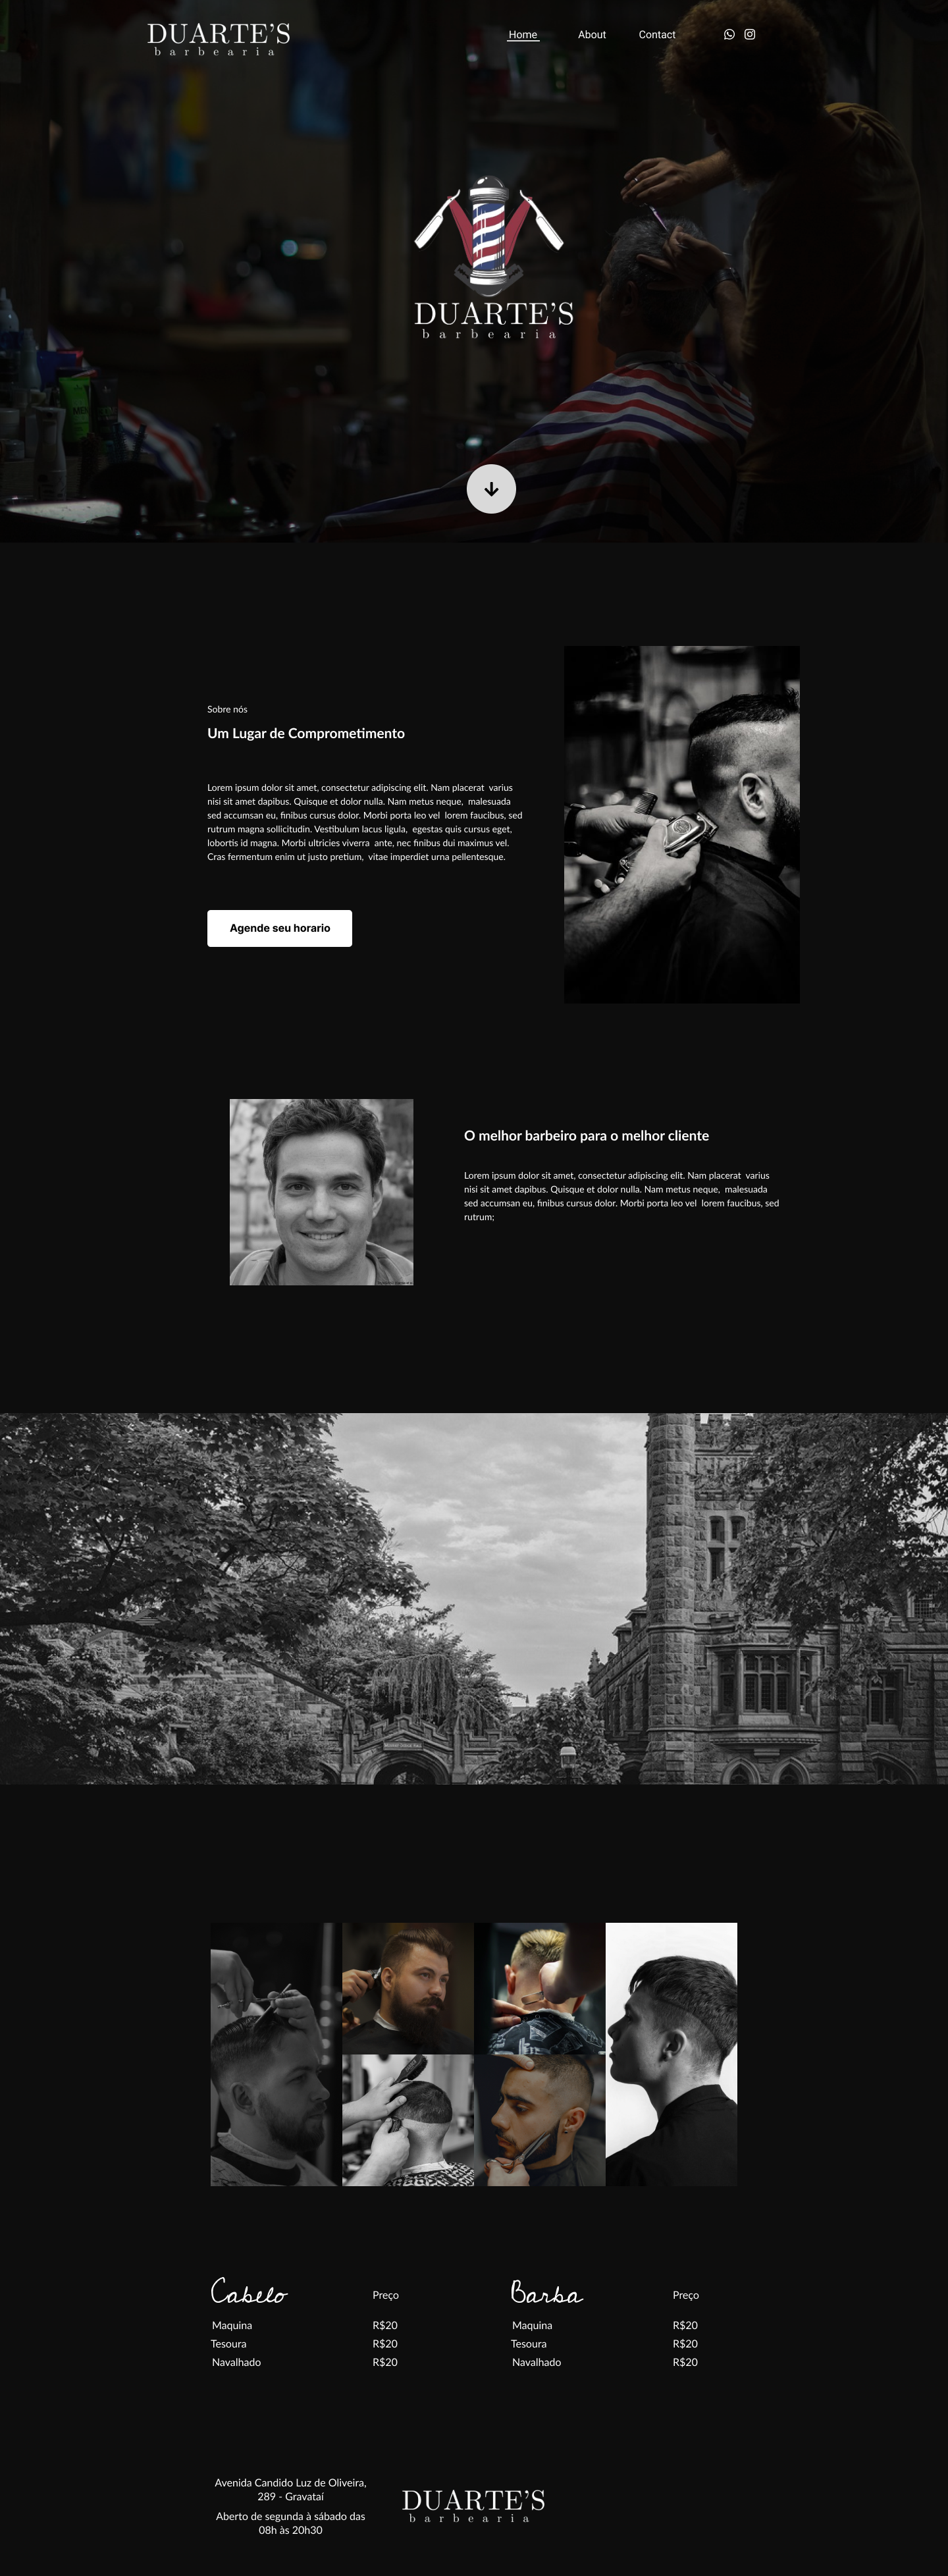 DUARTE'S
barbearia
Home About Contact
DUARTE'S
barbearia
Sobre nós
Um Lugar de Comprometimento
Lorem ipsum dolor sit amet, consectetur adipiscing elit. Nam placerat varius
nisi sit amet dapibus. Quisque et dolor nulla. Nam metus neque, malesuada
sed accumsan eu, finibus cursus dolor. Morbi porta leo vel lorem faucibus, sed
rutrum magna sollicitudin. Vestibulum lacus ligula, egestas quis cursus eget,
lobortis id magna. Morbi ultricies viverra ante, nec finibus dui maximus vel.
Cras fermentum enim ut justo pretium, vitae imperdiet urna pellentesque.
Agende seu horario
O melhor barbeiro para o melhor cliente
Lorem ipsum dolor sit amet, consectetur adipiscing elit. Nam placerat varius
nisi sit amet dapibus. Quisque et dolor nulla. Nam metus neque, malesuada
sed accumsan eu, finibus cursus dolor. Morbi porta leo vel lorem faucibus, sed
rutrum;
Cabelo Preço
Maquina R$20
Tesoura R$20
Navalhado R$20
Barba Preço
Maquina R$20
Tesoura R$20
Navalhado R$20
Avenida Candido Luz de Oliveira,
289 - Gravataí
Aberto de segunda à sábado das
08h às 20h30
DUARTE'S
barbearia